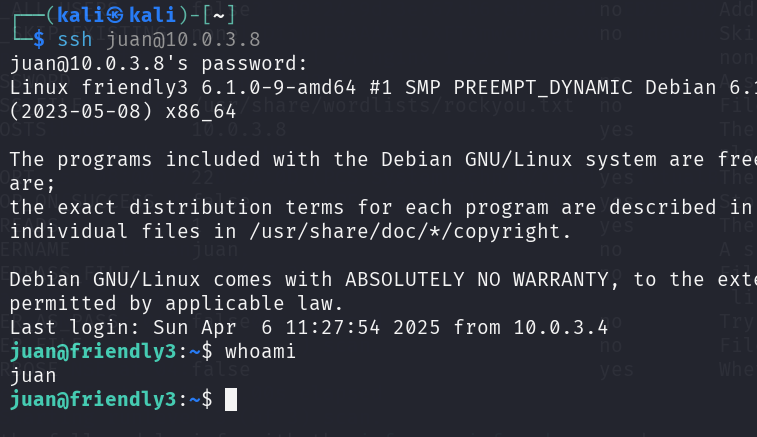 ┌──(kali㉿kali)-[~]
└─$ ssh juan@10.0.3.8
juan@10.0.3.8's password:
Linux friendly3 6.1.0-9-amd64 #1 SMP PREEMPT_DYNAMIC Debian 6.1
(2023-05-08) x86_64
The programs included with the Debian GNU/Linux system are free
are;
the exact distribution terms for each program are described in
individual files in /usr/share/doc/*/copyright.
Debian GNU/Linux comes with ABSOLUTELY NO WARRANTY, to the exte
permitted by applicable law.
Last login: Sun Apr  6 11:27:54 2025 from 10.0.3.4
juan@friendly3:~$ whoami
juan
juan@friendly3:~$